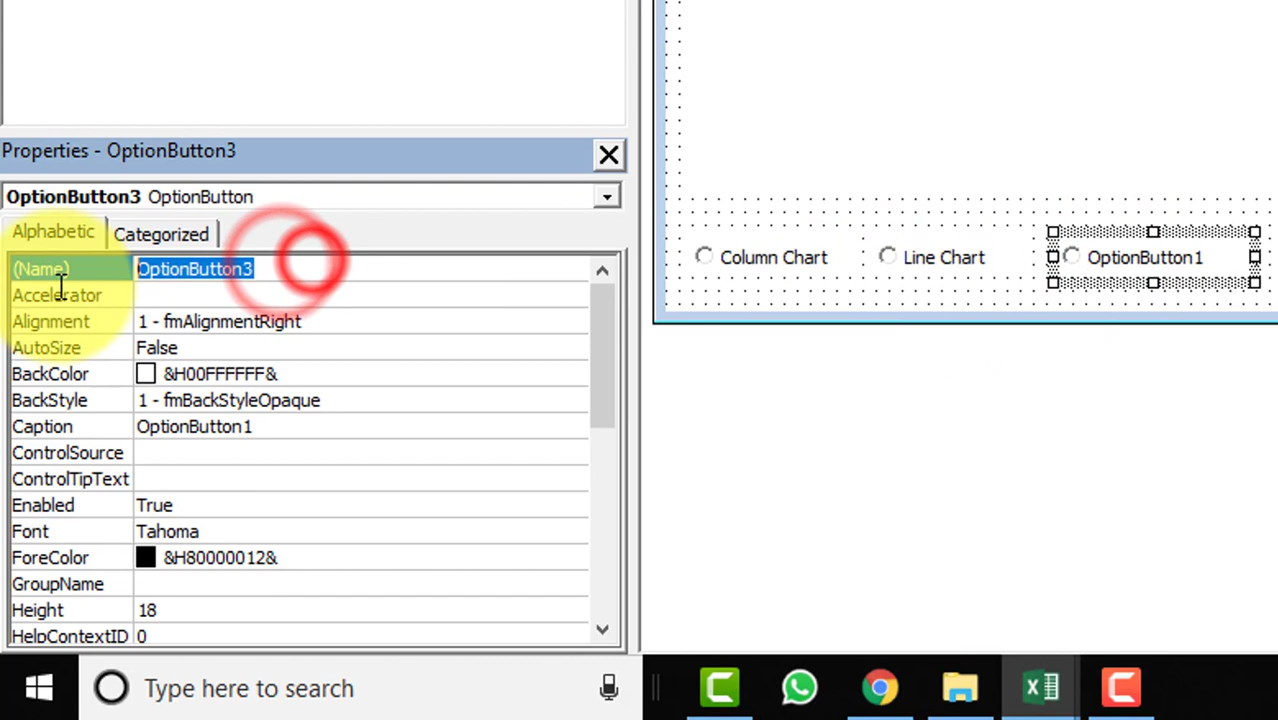 Properties - OptionButton3
OptionButton3 OptionButton
Alphabetic Categorized
(Name) OptionButton3
Accelerator
Alignment 1 - fmAlignmentRight
AutoSize False
BackColor &H00FFFFFF&
BackStyle 1 - fmBackStyleOpaque
Caption OptionButton1
ControlSource
ControlTipText
Enabled True
Font Tahoma
ForeColor &H80000012&
GroupName
Height 18
HelpContextID 0
Column Chart Line Chart OptionButton1
Type here to search